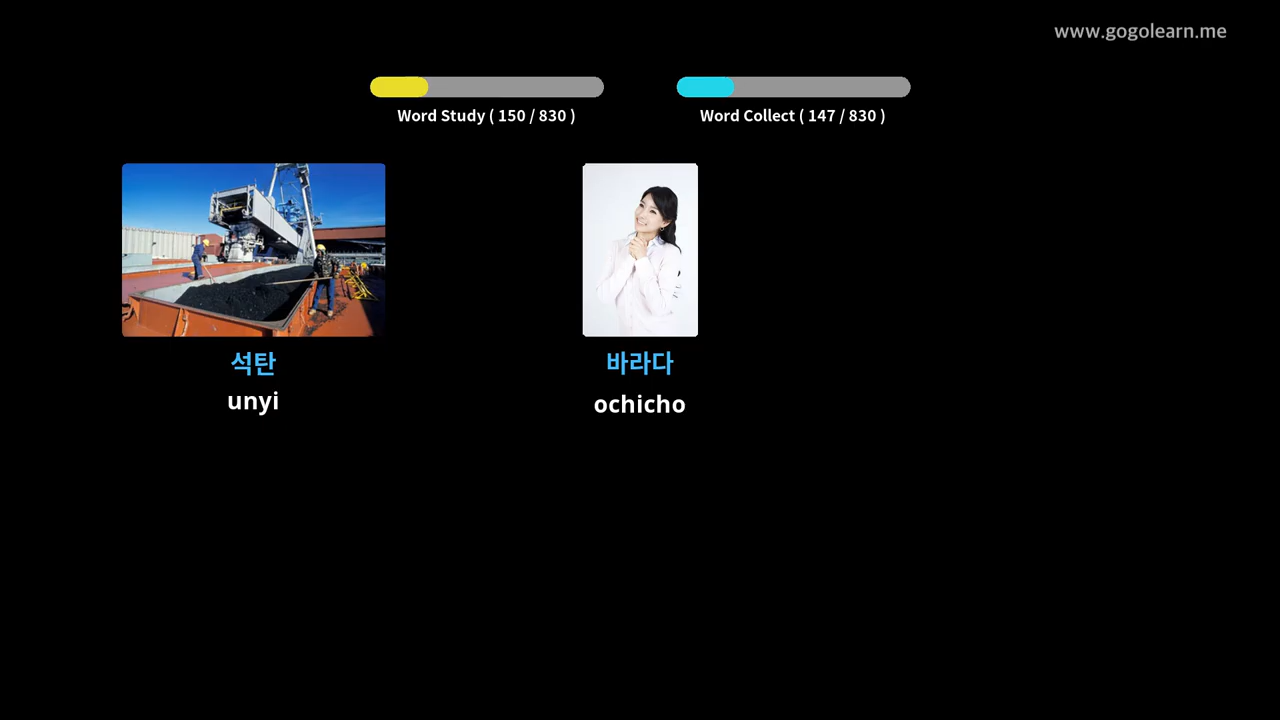 www.gogolearn.me
Word Study ( 150 / 830 )
Word Collect ( 147 / 830 )
석탄
unyi
바라다
ochicho